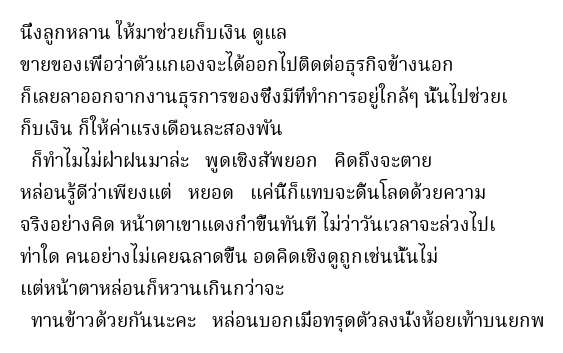 นึ่งลูกหลาน ให้มาช่วยเก็บเงิน ดูแล
ขายของเพื่อว่าตัวแกเองจะได้ออกไปติดต่อธุรกิจข้างนอก
ก็เลยลาออกจากงานธุรการของซึ่งมีที่ทำการอยู่ใกล้ๆ นั้นไปช่วยเ
ก็บเงิน ก็ให้ค่าแรงเดือนละสองพัน
ก็ทำไมไม่ฝ่าฝนมาล่ะ พูดเชิงสัพยอก คิดถึงจะตาย
หล่อนรู้ดีว่าเพียงแต่ หยอด แค่นี้ก็แทบจะดิ้นโลดด้วยความ
จริงอย่างคิด หน้าตาเขาแดงก่ำขึ้นทันที ไม่ว่าวันเวลาจะล่วงไปเ
ท่าใด คนอย่างไม่เคยฉลาดขึ้น อดคิดเชิงดูถูกเช่นนั้นไม่
แต่หน้าตาหล่อนก็หวานเกินกว่าจะ
ทานข้าวด้วยกันนะคะ หล่อนบอกเมื่อทรุดตัวลงนั่งห้อยเท้าบนยกพ